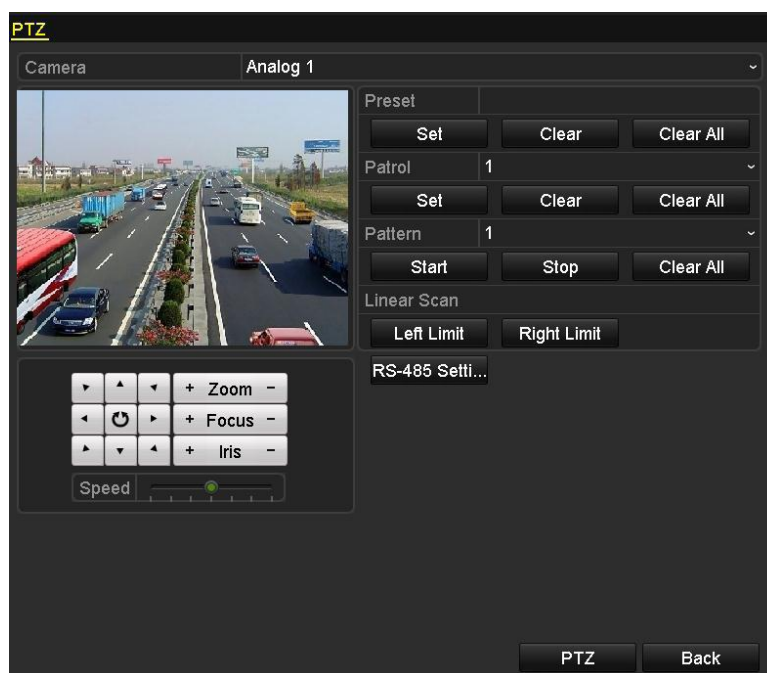 PTZ
Camera Analog 1
Preset
Set Clear Clear All
Patrol 1
Set Clear Clear All
Pattern 1
Start Stop Clear All
Linear Scan
Left Limit Right Limit
RS-485 Setti...
+ Zoom -
+ Focus -
+ Iris -
Speed
PTZ Back